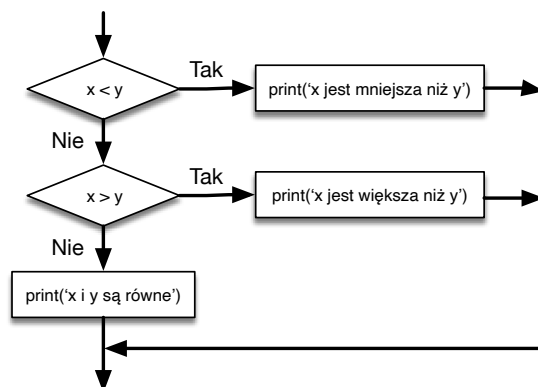 x < y
Tak
print(‘x jest mniejsza niż y’)
Nie
x > y
Tak
print(‘x jest większa niż y’)
Nie
print(‘x i y są równe’)